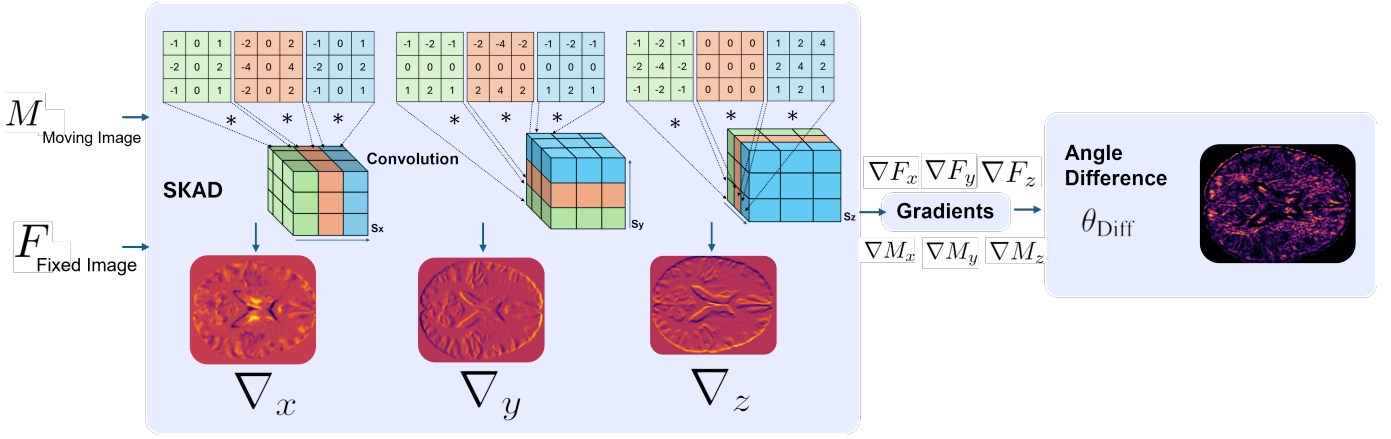 -1 0 1 -2 0 2 -1 0 1 -1 -2 -1 -2 -4 -2 -1 -2 -1 -1 -2 -1 0 0 0 1 2 4
-2 0 2 -4 0 4 -2 0 2 0 0 0 0 0 0 0 0 0 -2 -4 -2 0 0 0 2 4 2
-1 0 1 -2 0 2 -1 0 1 1 2 1 2 4 2 1 2 1 -1 -2 -1 0 0 0 1 2 1
M
Moving Image
* * * * * * * * *
Convolution
SKAD
Sx
Sy
Sz
F
Fixed Image
∇x
∇y
∇z
∇Fx ∇Fy ∇Fz
Gradients
∇Mx ∇My ∇Mz
Angle
Difference
θDiff